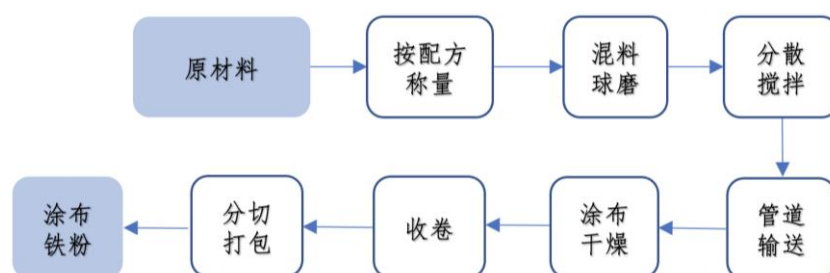 原材料
按配方
称量
混料
球磨
分散
搅拌
管道
输送
涂布
干燥
收卷
分切
打包
涂布
铁粉